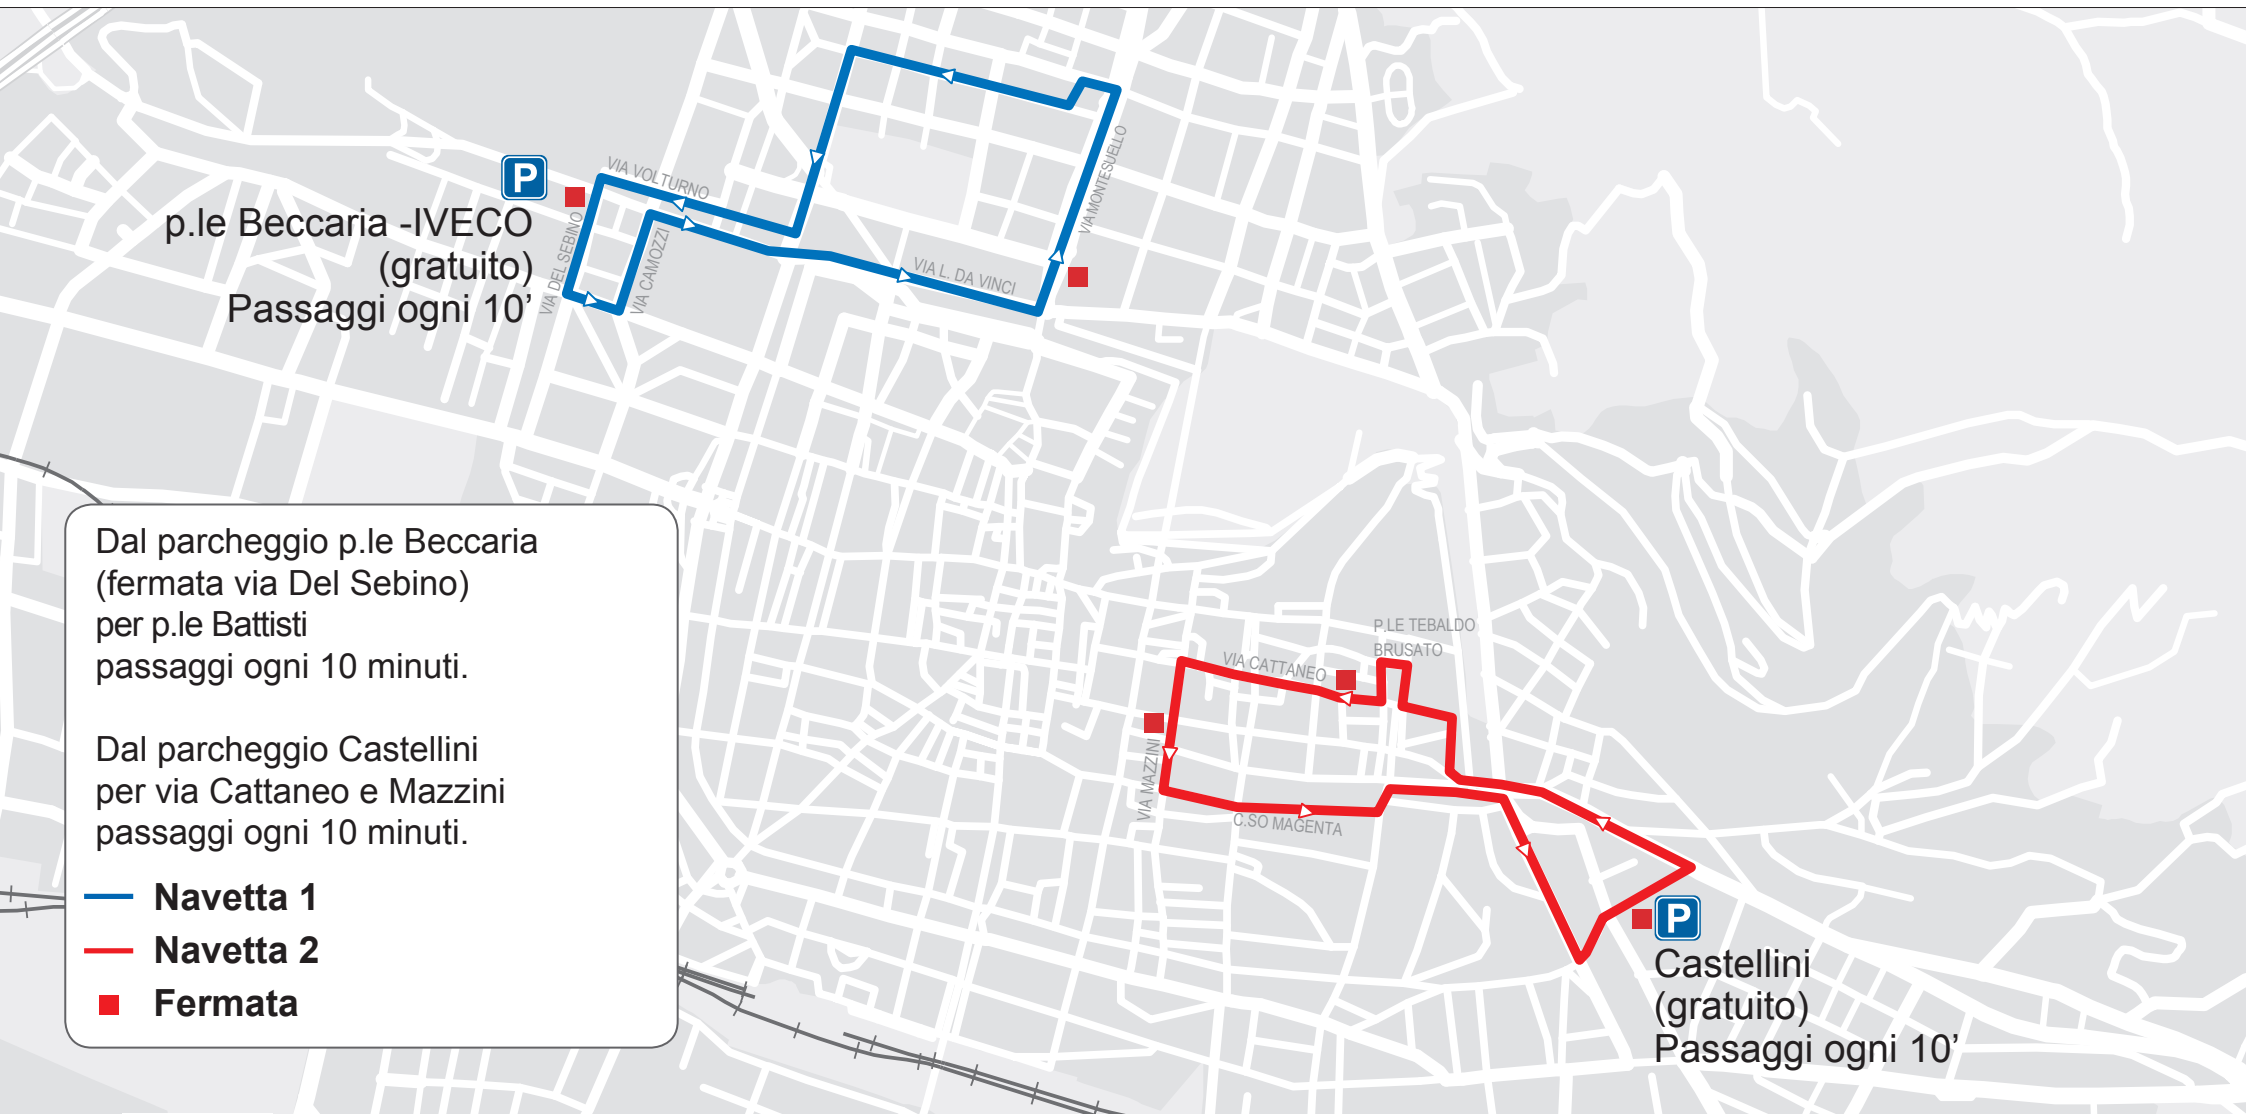 VIA VOLTURNO
VIA MONTESUELLO
P
p.le Beccaria -IVECO
(gratuito)
Passaggi ogni 10’
VIA DEL SEBINO
VIA CAMOZZI
VIA L. DA VINCI
Dal parcheggio p.le Beccaria
(fermata via Del Sebino)
per p.le Battisti
passaggi ogni 10 minuti.
Dal parcheggio Castellini
per via Cattaneo e Mazzini
passaggi ogni 10 minuti.
Navetta 1
Navetta 2
Fermata
P.LE TEBALDO
BRUSATO
VIA CATTANEO
VIA MAZZINI
C.SO MAGENTA
P
Castellini
(gratuito)
Passaggi ogni 10’